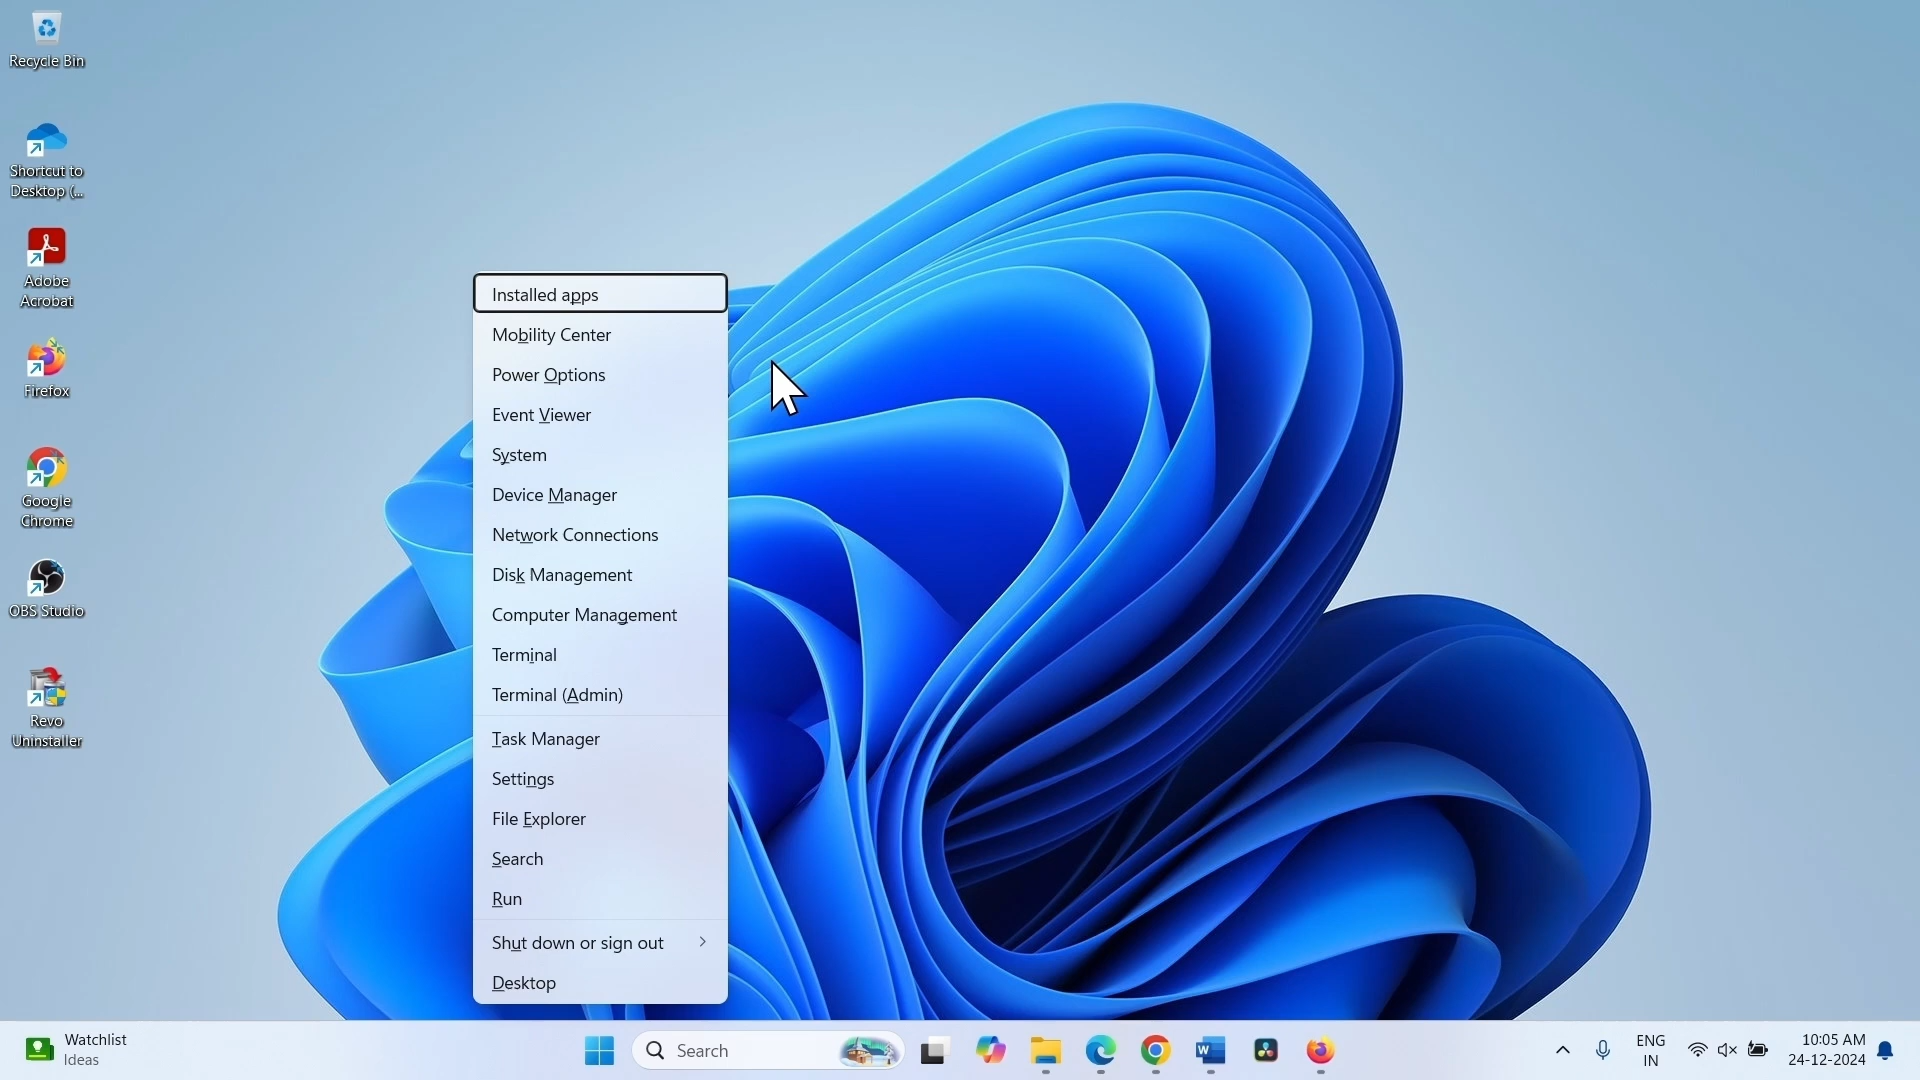 Recycle Bin
Shortcut to
Desktop (...
Adobe
Acrobat
Firefox
Google
Chrome
OBS Studio
Revo
Uninstaller
Installed apps
Mobility Center
Power Options
Event Viewer
System
Device Manager
Network Connections
Disk Management
Computer Management
Terminal
Terminal (Admin)
Task Manager
Settings
File Explorer
Search
Run
Shut down or sign out
Desktop
Watchlist
Ideas
Search
W
ENG
IN
10:05 AM
24-12-2024